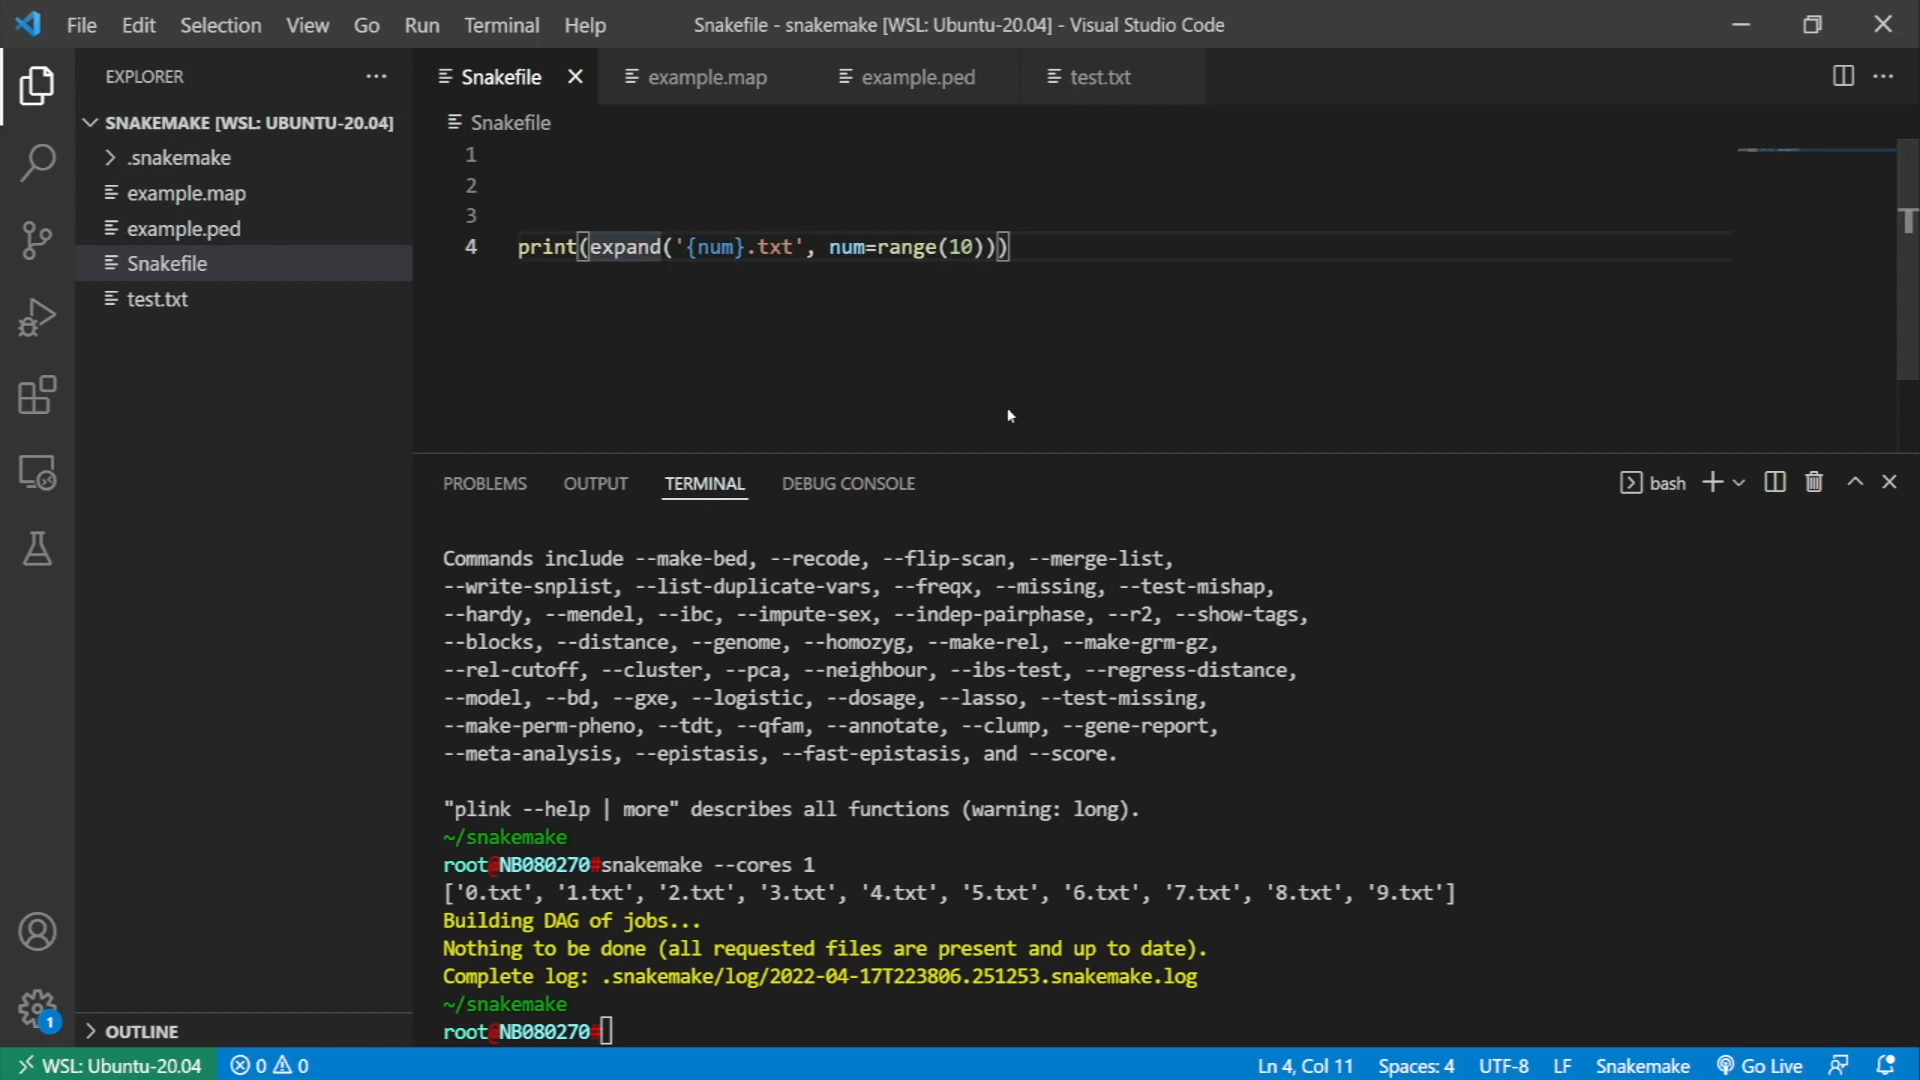 File Edit Selection View Go Run Terminal Help Snakefile - snakemake [WSL: Ubuntu-20.04] - Visual Studio Code
EXPLORER
Snakefile example.map example.ped test.txt
SNAKEMAKE [WSL: UBUNTU-20.04]
.snakemake
example.map
example.ped
Snakefile
test.txt
Snakefile
1
2
3
4 print(expand('{num}.txt', num=range(10)))
PROBLEMS OUTPUT TERMINAL DEBUG CONSOLE bash
Commands include --make-bed, --recode, --flip-scan, --merge-list,
--write-snplist, --list-duplicate-vars, --freqx, --missing, --test-mishap,
--hardy, --mendel, --ibc, --impute-sex, --indep-pairphase, --r2, --show-tags,
--blocks, --distance, --genome, --homozyg, --make-rel, --make-grm-gz,
--rel-cutoff, --cluster, --pca, --neighbour, --ibs-test, --regress-distance,
--model, --bd, --gxe, --logistic, --dosage, --lasso, --test-missing,
--make-perm-pheno, --tdt, --qfam, --annotate, --clump, --gene-report,
--meta-analysis, --epistasis, --fast-epistasis, and --score.
"plink --help | more" describes all functions (warning: long).
~/snakemake
root@NB080270#snakemake --cores 1
['0.txt', '1.txt', '2.txt', '3.txt', '4.txt', '5.txt', '6.txt', '7.txt', '8.txt', '9.txt']
Building DAG of jobs...
Nothing to be done (all requested files are present and up to date).
Complete log: .snakemake/log/2022-04-17T223806.251253.snakemake.log
~/snakemake
root@NB080270#
1
OUTLINE
WSL: Ubuntu-20.04 0 0 Ln 4, Col 11 Spaces: 4 UTF-8 LF Snakemake Go Live